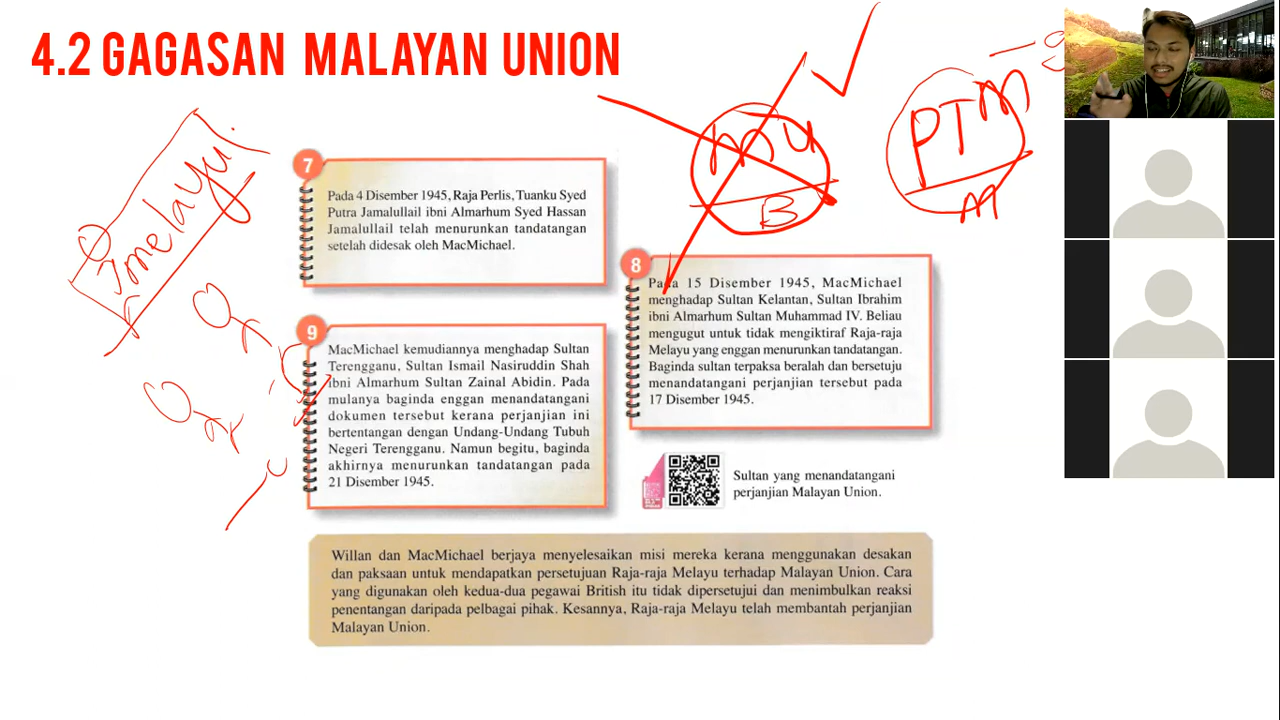 4.2 GAGASAN MALAYAN UNION
7
Pada 4 Disember 1945, Raja Perlis, Tuanku Syed
Putra Jamalullail ibni Almarhum Syed Hassan
Jamalullail telah menurunkan tandatangan
setelah didesak oleh MacMichael.
MU
B
PTM
M
8
Pada 15 Disember 1945, MacMichael
menghadap Sultan Kelantan, Sultan Ibrahim
ibni Almarhum Sultan Muhammad IV. Beliau
mengugut untuk tidak mengiktiraf Raja-raja
Melayu yang enggan menurunkan tandatangan.
Baginda sultan terpaksa beralah dan bersetuju
menandatangani perjanjian tersebut pada
17 Disember 1945.
9
MacMichael kemudiannya menghadap Sultan
Terengganu, Sultan Ismail Nasiruddin Shah
ibni Almarhum Sultan Zainal Abidin. Pada
mulanya baginda enggan menandatangani
dokumen tersebut kerana perjanjian ini
bertentangan dengan Undang-Undang Tubuh
Negeri Terengganu. Namun begitu, baginda
akhirnya menurunkan tandatangan pada
21 Disember 1945.
Sultan yang menandatangani
perjanjian Malayan Union.
Willan dan MacMichael berjaya menyelesaikan misi mereka kerana menggunakan desakan
dan paksaan untuk mendapatkan persetujuan Raja-raja Melayu terhadap Malayan Union. Cara
yang digunakan oleh kedua-dua pegawai British itu tidak dipersetujui dan menimbulkan reaksi
penentangan daripada pelbagai pihak. Kesannya, Raja-raja Melayu telah membantah perjanjian
Malayan Union.
melayu